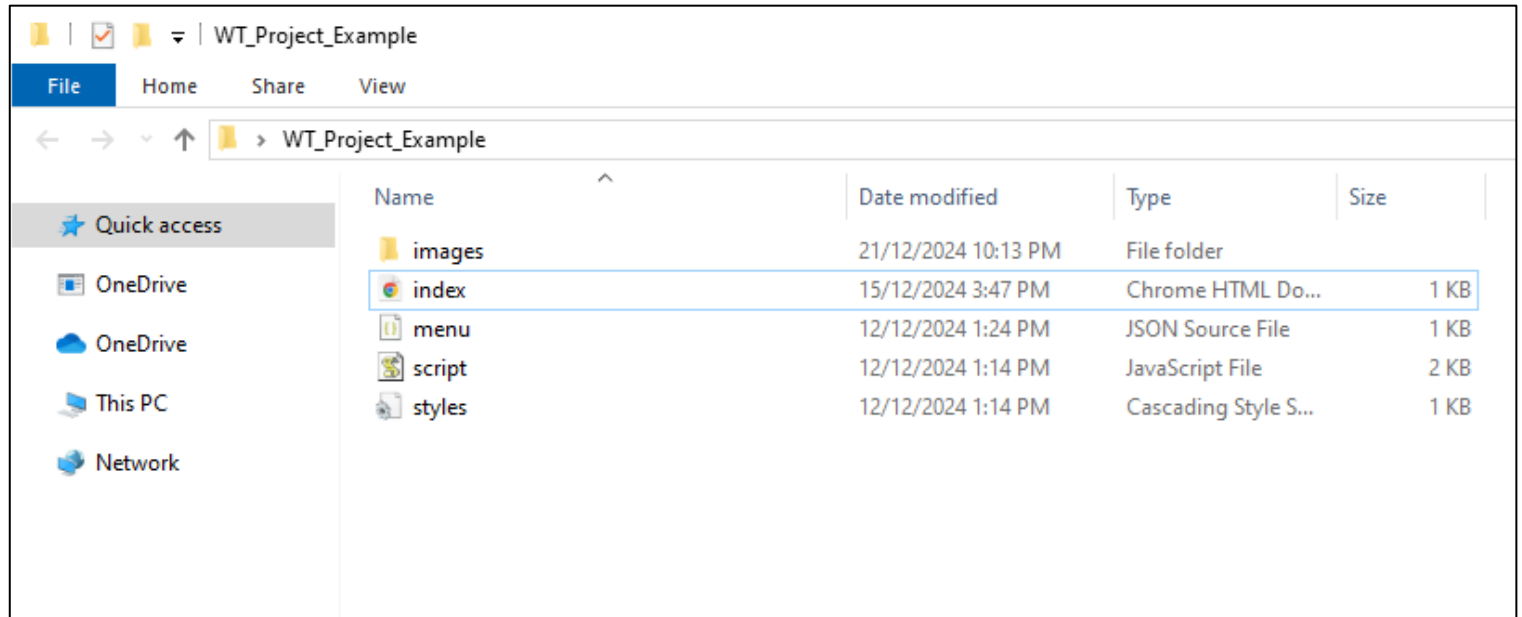 WT_Project_Example
File Home Share View
WT_Project_Example
Name Date modified Type Size
Quick access
images 21/12/2024 10:13 PM File folder
OneDrive
index 15/12/2024 3:47 PM Chrome HTML Do... 1 KB
menu 12/12/2024 1:24 PM JSON Source File 1 KB
OneDrive
script 12/12/2024 1:14 PM JavaScript File 2 KB
This PC
styles 12/12/2024 1:14 PM Cascading Style S... 1 KB
Network